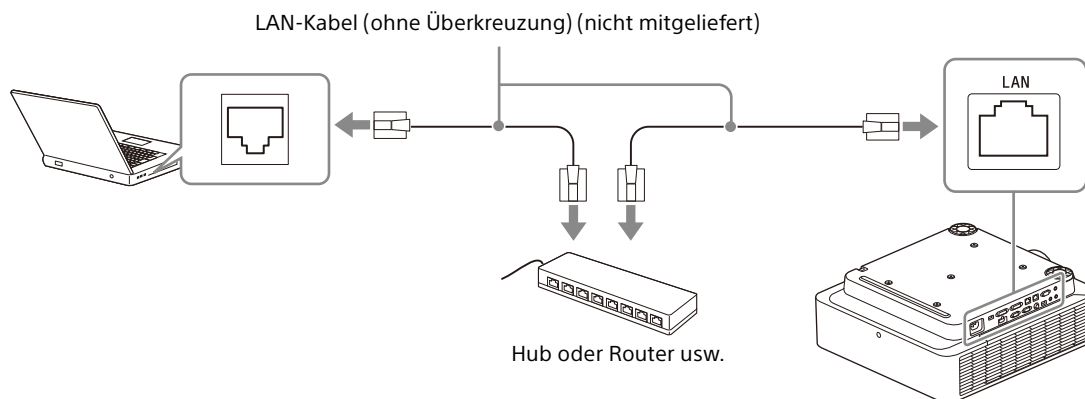 LAN-Kabel (ohne Überkreuzung) (nicht mitgeliefert)
LAN
Hub oder Router usw.